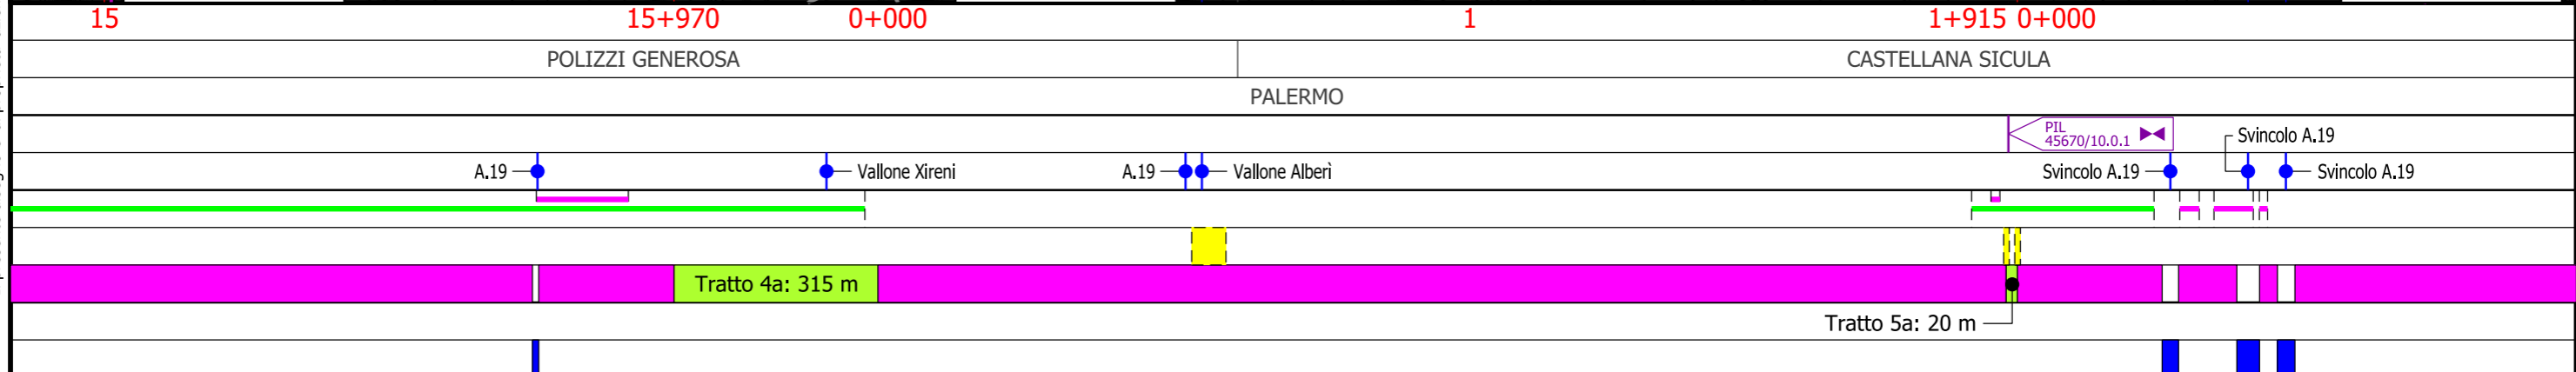 15 15+970 0+000 1 1+915 0+000
POLIZZI GENEROSA CASTELLANA SICULA
PALERMO
PIL
45670/10.0.1
Svincolo A.19
A.19 Vallone Xireni A.19 Vallone Alberì Svincolo A.19 Svincolo A.19
Tratto 4a: 315 m
Tratto 5a: 20 m